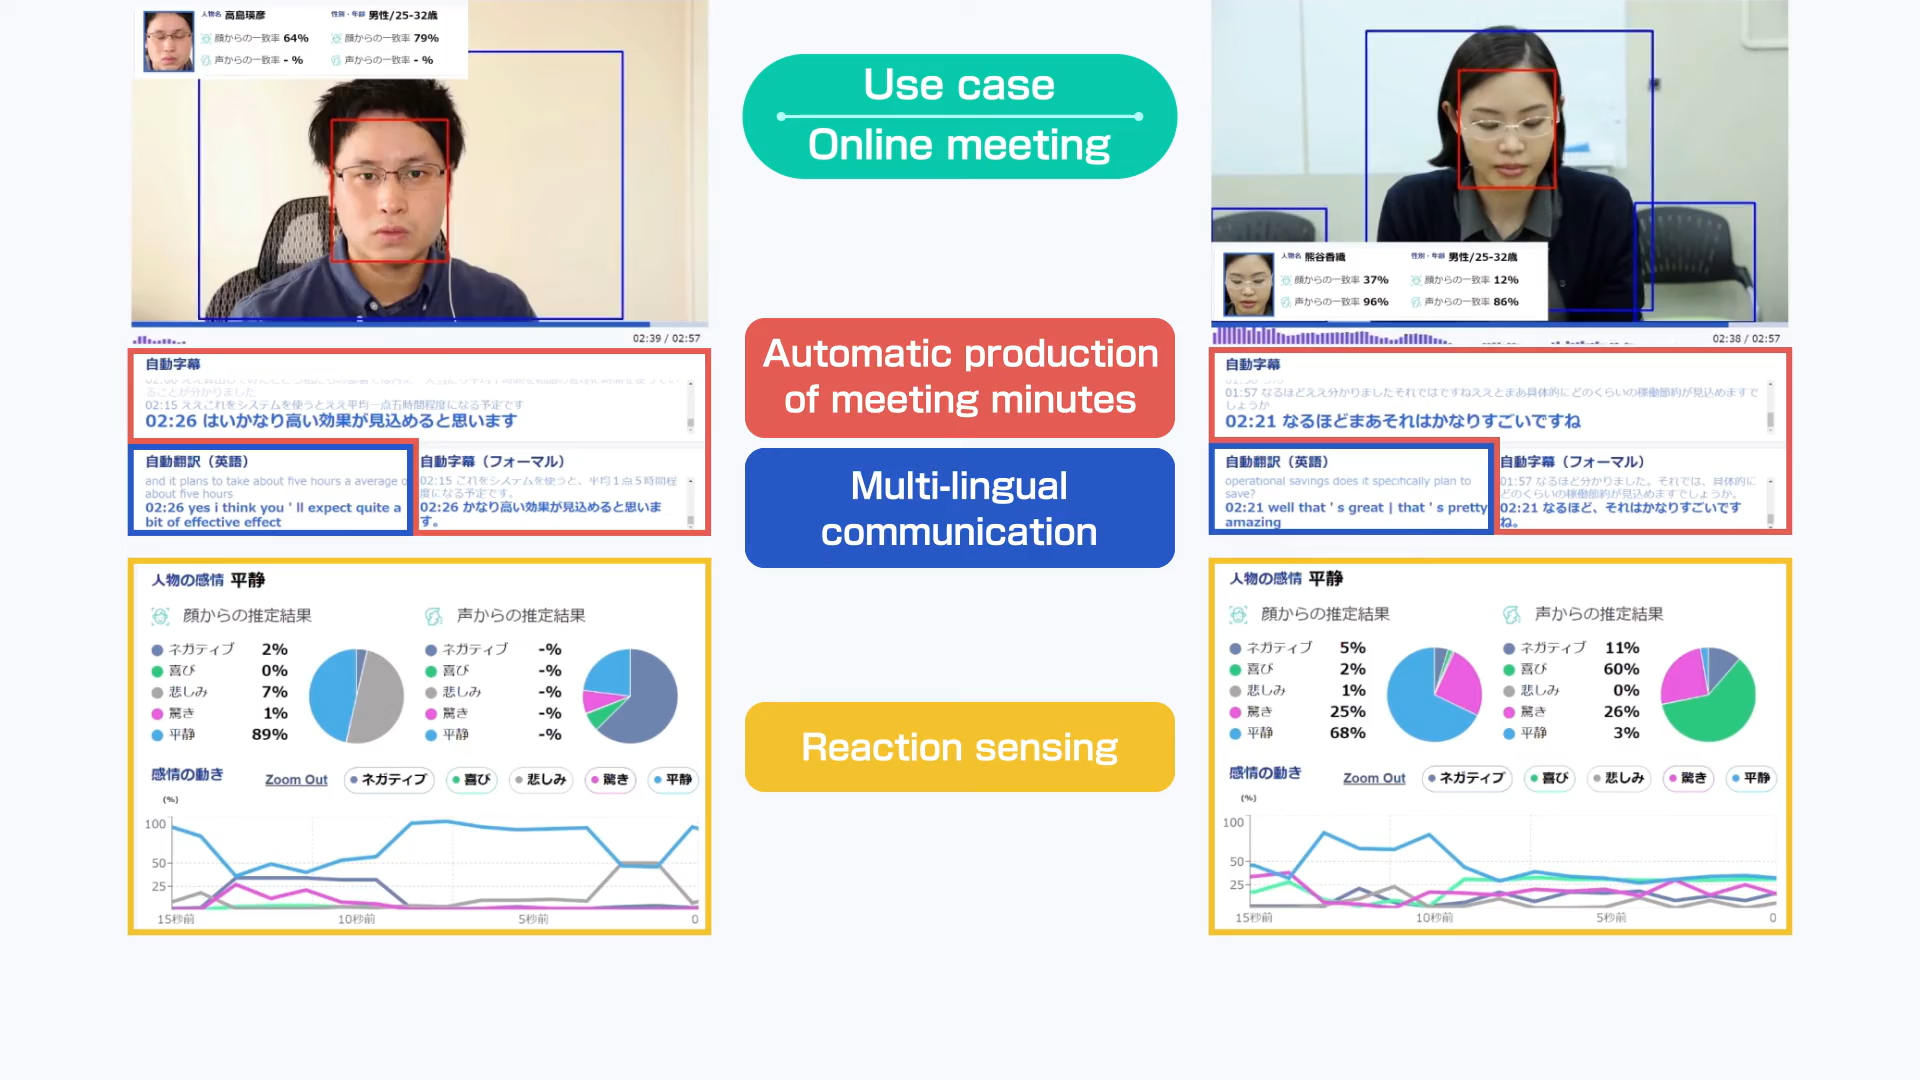 人物名 高島瑛彦
性別・年齢 男性/25-32歳
顔からの一致率 64%
顔からの一致率 79%
声からの一致率 - %
声からの一致率 - %
02:39 / 02:57
自動字幕
ることが分かりました
02:15 ええこれをシステムを使うとええ平均一点五時間程度になる予定です
02:26 はいかなり高い効果が見込めると思います
自動翻訳（英語）
and it plans to take about five hours a average o
about five hours
02:26 yes i think you ' ll expect quite a
bit of effective effect
自動字幕（フォーマル）
02:15 これをシステムを使うと、平均１点５時間程
度になる予定です。
02:26 かなり高い効果が見込めると思いま
す。
人物の感情 平静
顔からの推定結果
ネガティブ 2%
喜び 0%
悲しみ 7%
驚き 1%
平静 89%
声からの推定結果
ネガティブ -%
喜び -%
悲しみ -%
驚き -%
平静 -%
感情の動き
Zoom Out
ネガティブ
喜び
悲しみ
驚き
平静
(%)
100
50
25
15秒前
10秒前
5秒前
0
Use case
Online meeting
Automatic production
of meeting minutes
Multi-lingual
communication
Reaction sensing
人物名 熊谷香織
性別・年齢 男性/25-32歳
顔からの一致率 37%
顔からの一致率 12%
声からの一致率 96%
声からの一致率 86%
02:38 / 02:57
自動字幕
01:57 なるほどええ分かりましたそれではですねええとまあ具体的にどのくらいの稼働節約が見込めますで
しょうか
02:21 なるほどまあそれはかなりすごいですね
自動翻訳（英語）
operational savings does it specifically plan to
save?
02:21 well that ' s great | that ' s pretty
amazing
自動字幕（フォーマル）
01:57 なるほど分かりました。それでは、具体的に
どのくらいの稼働節約が見込めますでしょうか。
02:21 なるほど、それはかなりすごいです
ね。
人物の感情 平静
顔からの推定結果
ネガティブ 5%
喜び 2%
悲しみ 1%
驚き 25%
平静 68%
声からの推定結果
ネガティブ 11%
喜び 60%
悲しみ 0%
驚き 26%
平静 3%
感情の動き
Zoom Out
ネガティブ
喜び
悲しみ
驚き
平静
(%)
100
50
25
15秒前
10秒前
5秒前
0